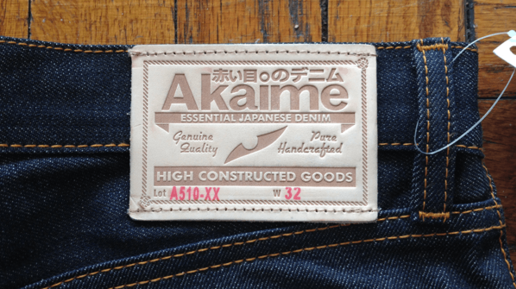 赤い目のデニム
Akaime
ESSENTIAL JAPANESE DENIM
Genuine Quality
Pure Handcrafted
HIGH CONSTRUCTED GOODS
Lot A510-XX W 32